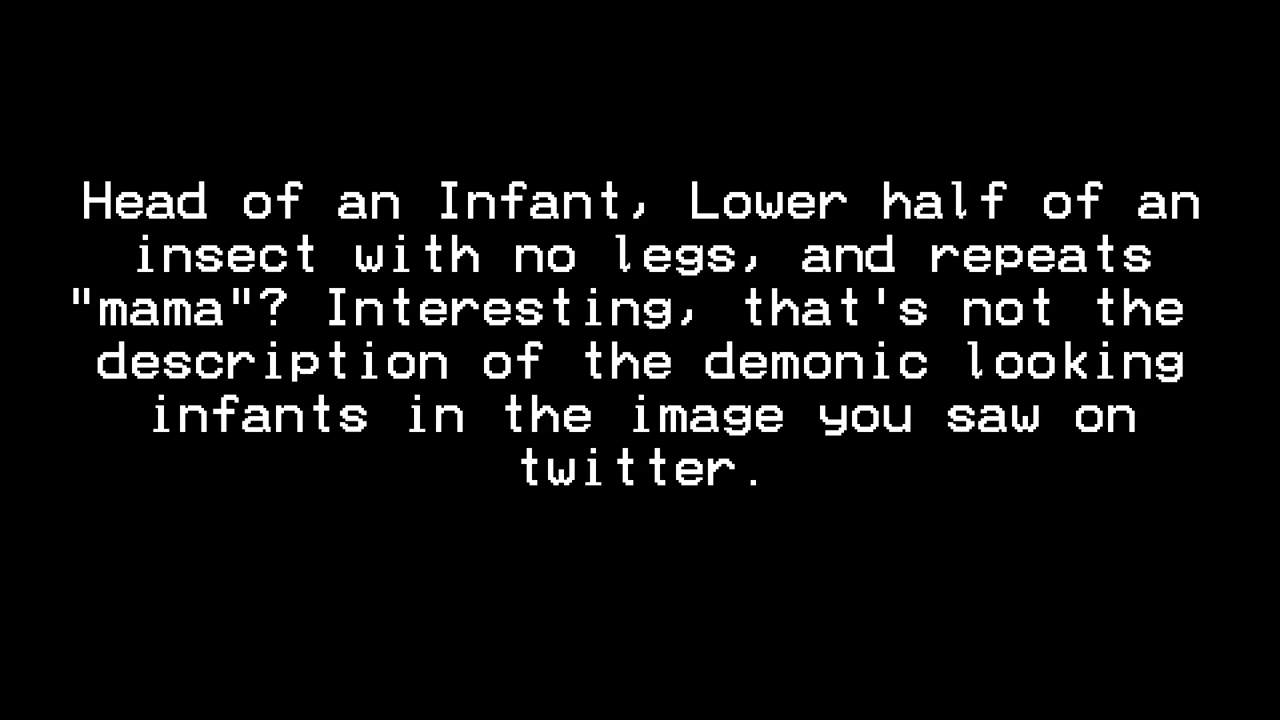 Head of an Infant, Lower half of an
insect with no legs, and repeats
"mama"? Interesting, that's not the
description of the demonic looking
infants in the image you saw on
twitter.